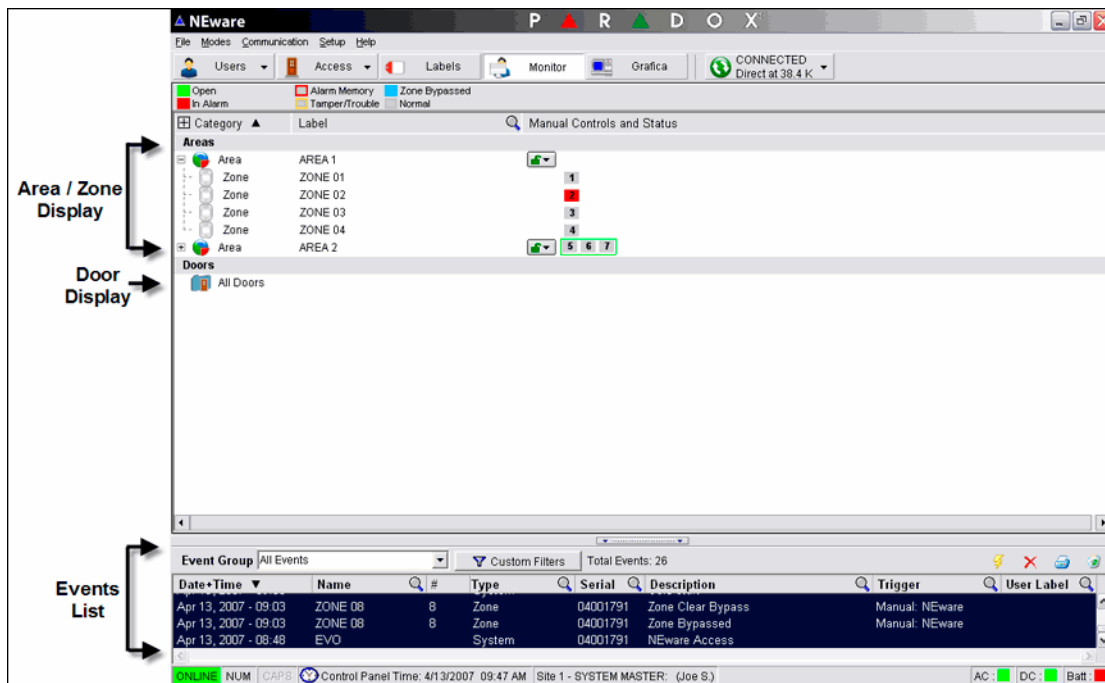 NEware
PARADOX
File Modes Communication Setup Help
Users Access Labels Monitor Grafica CONNECTED
Direct at 38.4 K
Open Alarm Memory Zone Bypassed
In Alarm Tamper/Trouble Normal
Category Label Manual Controls and Status
Areas
Area AREA 1
Zone ZONE 01 1
Zone ZONE 02 2
Zone ZONE 03 3
Zone ZONE 04 4
Area AREA 2 5 6 7
Doors
All Doors
Area / Zone
Display
Door
Display
Events
List
Event Group All Events Custom Filters Total Events: 26
Date+Time Name # Type Serial Description Trigger User Label
Apr 13, 2007 - 09:03 ZONE 08 8 Zone 04001791 Zone Clear Bypass Manual: NEware
Apr 13, 2007 - 09:03 ZONE 08 8 Zone 04001791 Zone Bypassed Manual: NEware
Apr 13, 2007 - 08:48 EVO System 04001791 NEware Access
ONLINE NUM CAPS Control Panel Time: 4/13/2007 09:47 AM Site 1 - SYSTEM MASTER: (Joe S.) AC: DC: Batt: